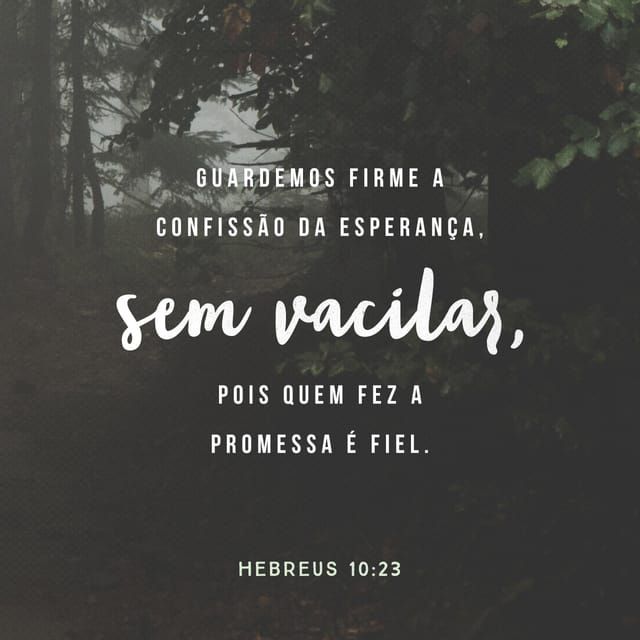 GUARDEMOS FIRME A
CONFISSÃO DA ESPERANÇA,
sem vacilar,
POIS QUEM FEZ A
PROMESSA É FIEL.
HEBREUS 10:23